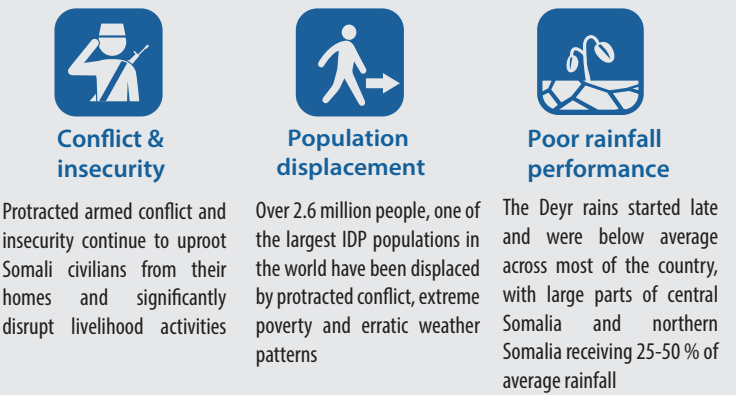 Conflict &
insecurity
Protracted armed conflict and
insecurity continue to uproot
Somali civilians from their
homes and significantly
disrupt livelihood activities
Population
displacement
Over 2.6 million people, one of
the largest IDP populations in
the world have been displaced
by protracted conflict, extreme
poverty and erratic weather
patterns
Poor rainfall
performance
The Deyr rains started late
and were below average
across most of the country,
with large parts of central
Somalia and northern
Somalia receiving 25-50 % of
average rainfall